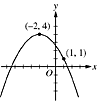 y
(-2, 4)
(1, 1)
O
x